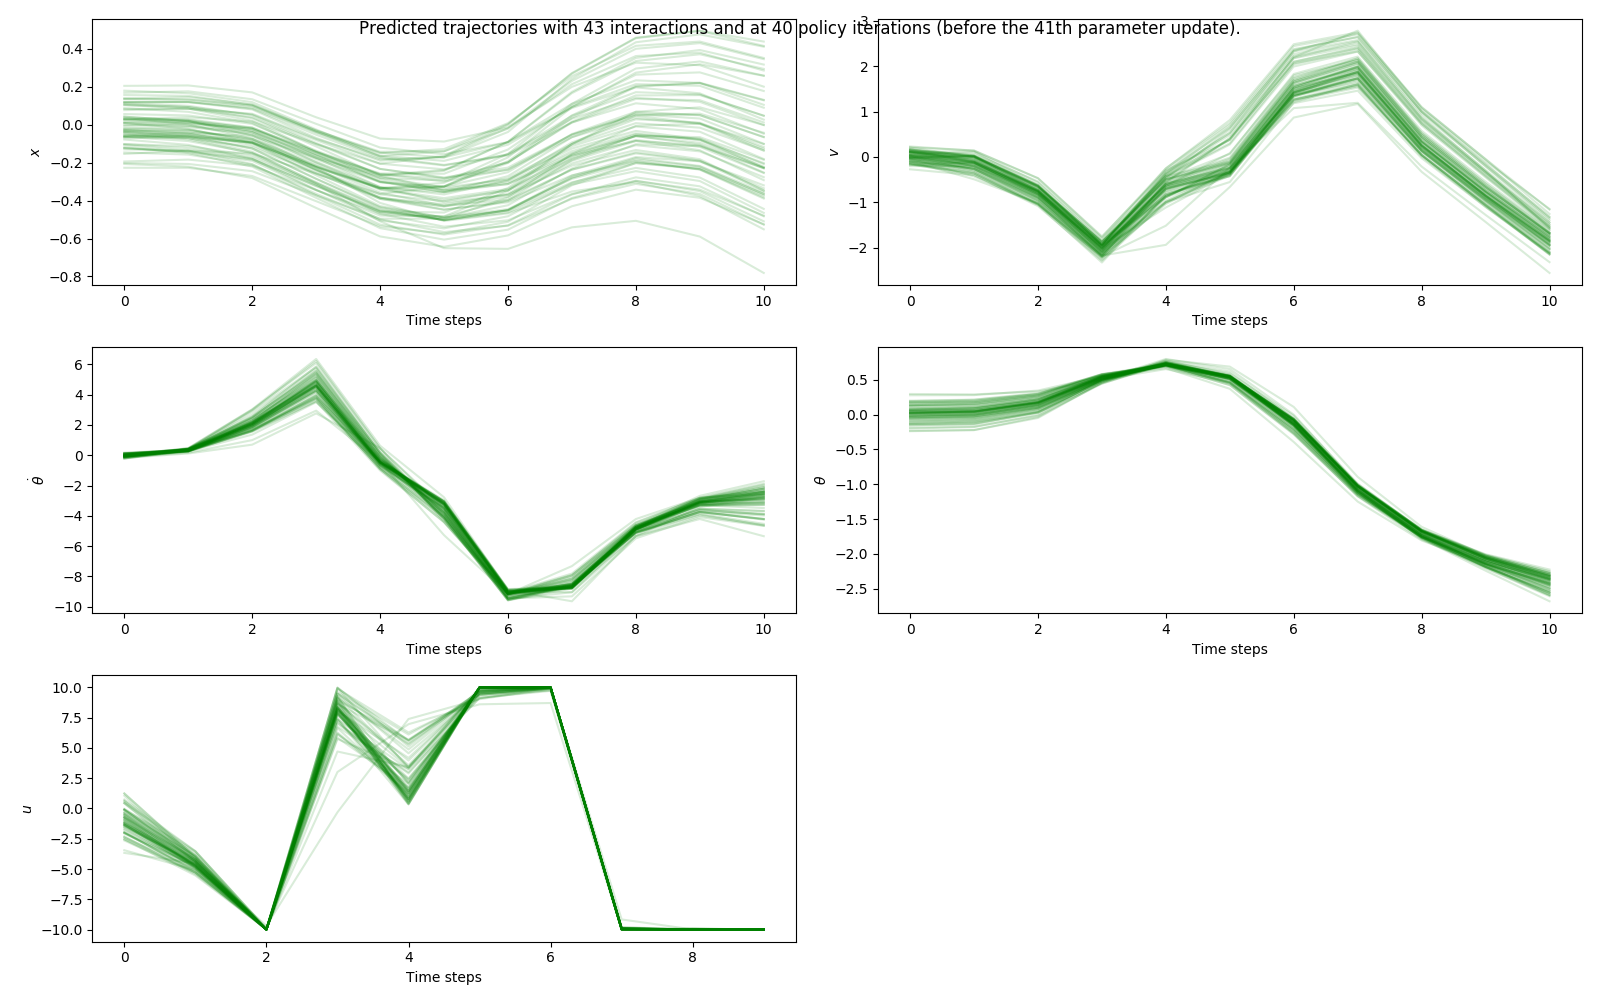 Predicted trajectories with 43 interactions and at 40 policy iterations (before the 41th parameter update).
0.4
0.2
0.0
−0.2
−0.4
−0.6
−0.8
x
0 2 4 6 8 10
Time steps
3
2
1
0
−1
−2
v
0 2 4 6 8 10
Time steps
6
4
2
0
−2
−4
−6
−8
−10
θ̇
0 2 4 6 8 10
Time steps
0.5
0.0
−0.5
−1.0
−1.5
−2.0
−2.5
θ
0 2 4 6 8 10
Time steps
10.0
7.5
5.0
2.5
0.0
−2.5
−5.0
−7.5
−10.0
u
0 2 4 6 8
Time steps